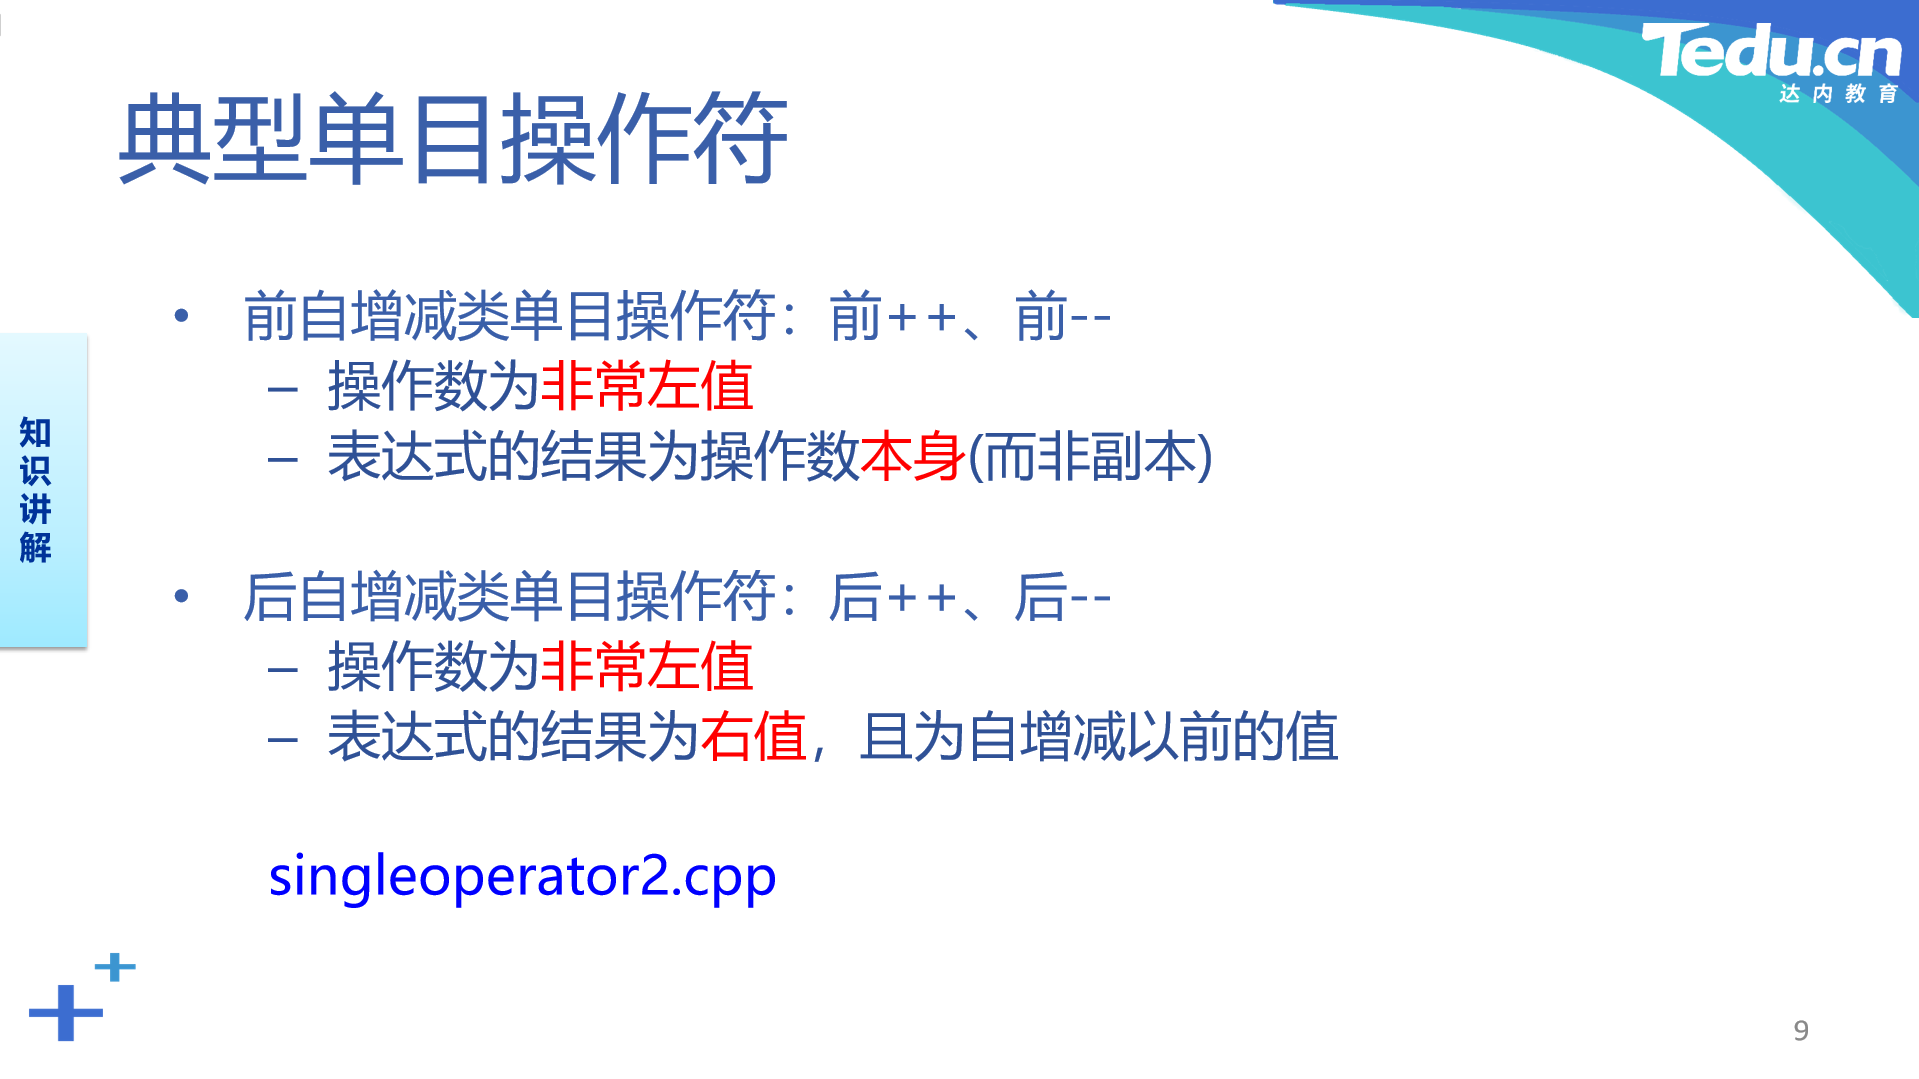 Tedu.cn
达内教育
典型单目操作符
• 前自增减类单目操作符：前++、前--
– 操作数为非常左值
– 表达式的结果为操作数本身(而非副本)
知识讲解
• 后自增减类单目操作符：后++、后--
– 操作数为非常左值
– 表达式的结果为右值，且为自增减以前的值
singleoperator2.cpp
9